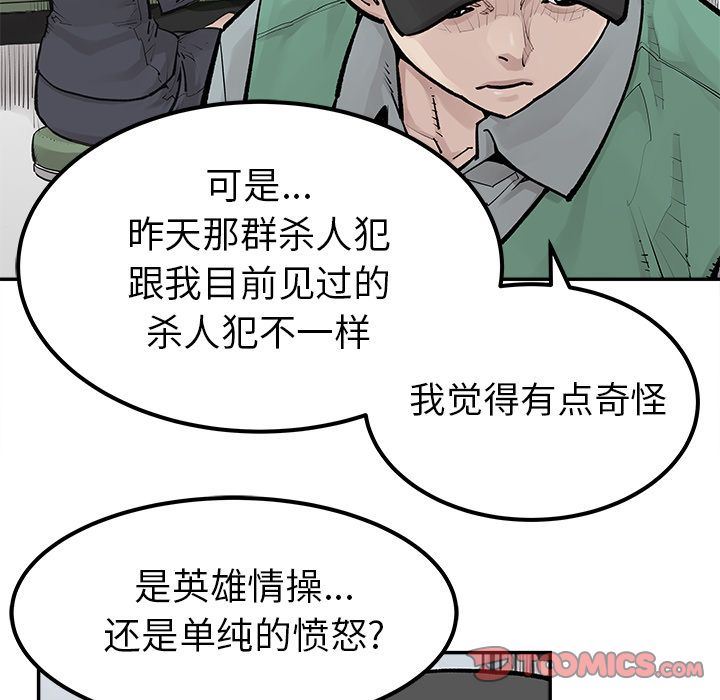 可是...
昨天那群杀人犯
跟我目前见过的
杀人犯不一样
我觉得有点奇怪
是英雄情操...
还是单纯的愤怒?
TCOMICS.COM